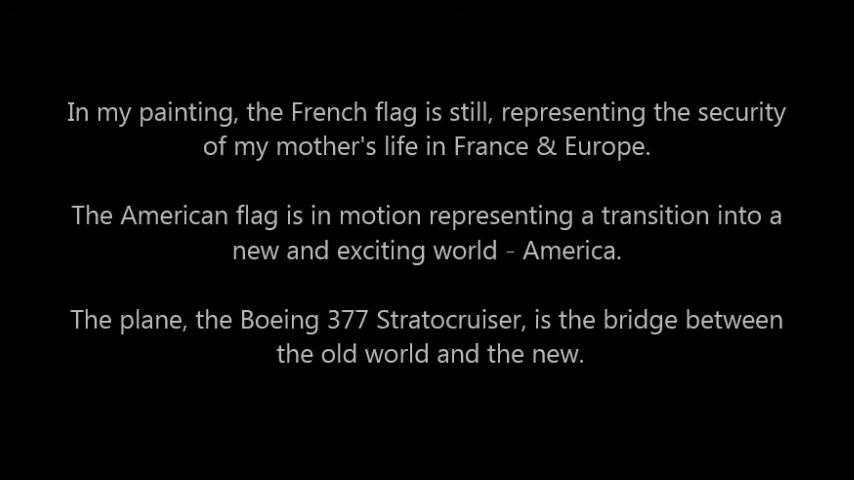 In my painting, the French flag is still, representing the security
of my mother's life in France & Europe.
The American flag is in motion representing a transition into a
new and exciting world - America.
The plane, the Boeing 377 Stratocruiser, is the bridge between
the old world and the new.